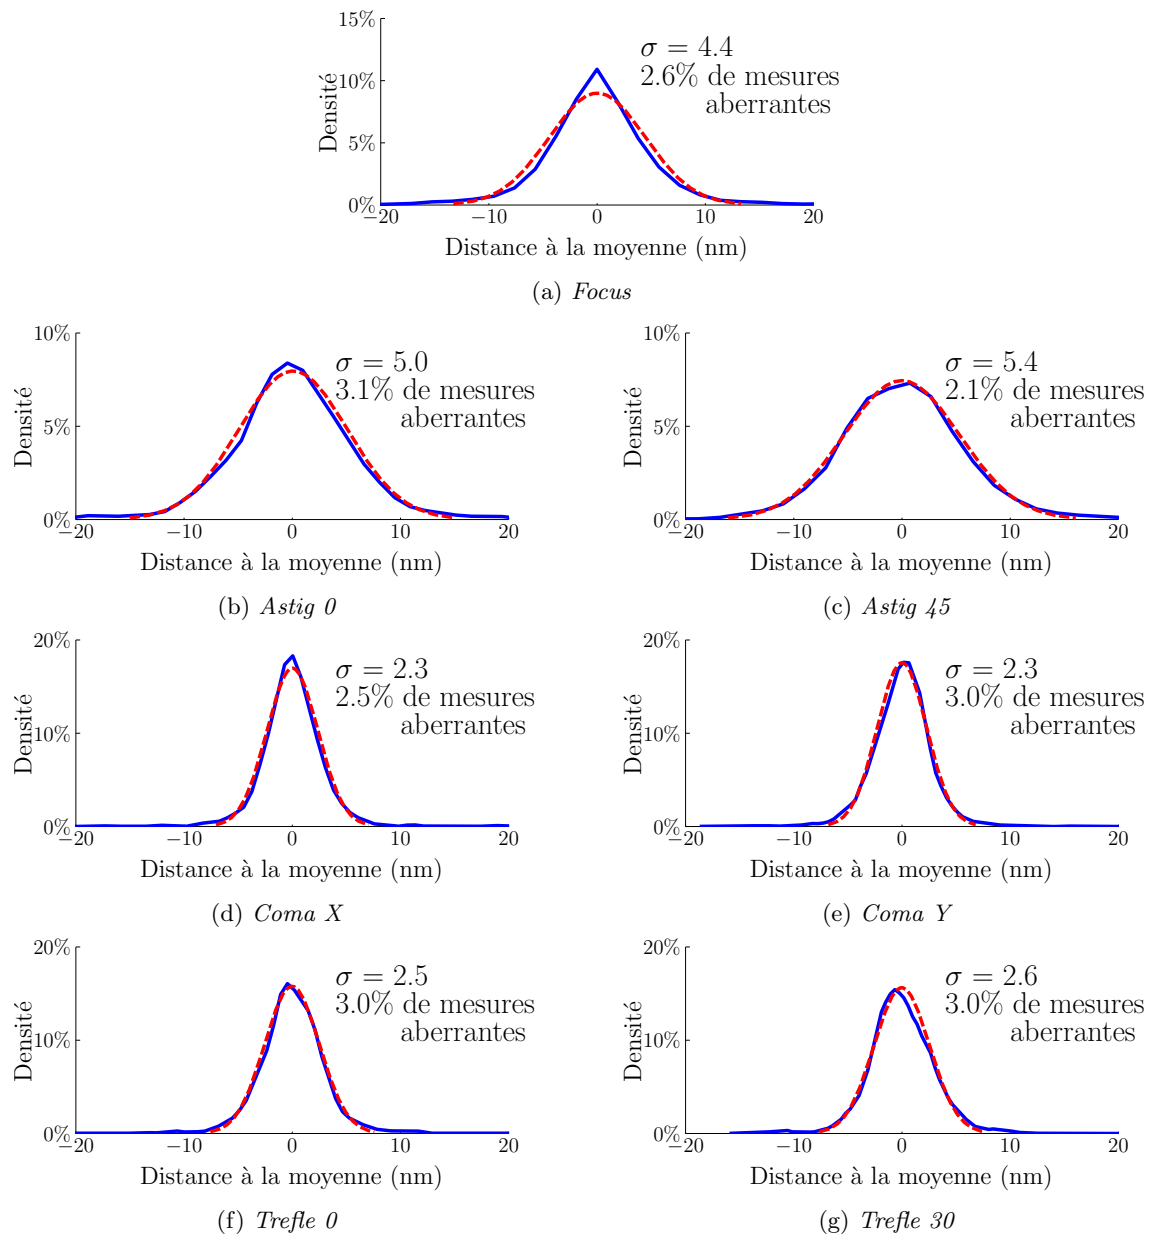 15%
10%
5%
0%
Densité
σ = 4.4
2.6% de mesures
aberrantes
−20
−10
0
10
20
Distance à la moyenne (nm)
(a) Focus
10%
5%
0%
Densité
σ = 5.0
3.1% de mesures
aberrantes
−20
−10
0
10
20
Distance à la moyenne (nm)
(b) Astig 0
10%
5%
0%
Densité
σ = 5.4
2.1% de mesures
aberrantes
−20
−10
0
10
20
Distance à la moyenne (nm)
(c) Astig 45
20%
10%
0%
Densité
σ = 2.3
2.5% de mesures
aberrantes
−20
−10
0
10
20
Distance à la moyenne (nm)
(d) Coma X
20%
10%
0%
Densité
σ = 2.3
3.0% de mesures
aberrantes
−20
−10
0
10
20
Distance à la moyenne (nm)
(e) Coma Y
20%
10%
0%
Densité
σ = 2.5
3.0% de mesures
aberrantes
−20
−10
0
10
20
Distance à la moyenne (nm)
(f) Trefle 0
20%
10%
0%
Densité
σ = 2.6
3.0% de mesures
aberrantes
−20
−10
0
10
20
Distance à la moyenne (nm)
(g) Trefle 30